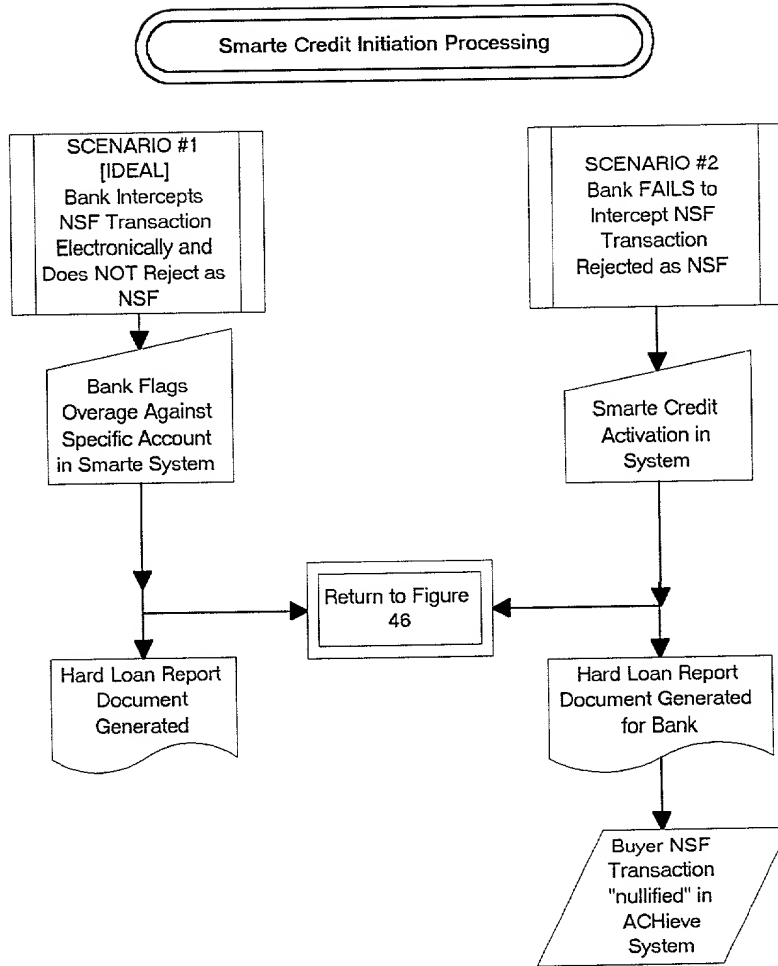 Smarte Credit Initiation Processing
SCENARIO #1
[IDEAL]
Bank Intercepts
NSF Transaction
Electronically and
Does NOT Reject as
NSF
SCENARIO #2
Bank FAILS to
Intercept NSF
Transaction
Rejected as NSF
Bank Flags
Overage Against
Specific Account
in Smarte System
Smarte Credit
Activation in
System
Return to Figure
46
Hard Loan Report
Document
Generated
Hard Loan Report
Document Generated
for Bank
Buyer NSF
Transaction
"nullified" in
ACHieve
System